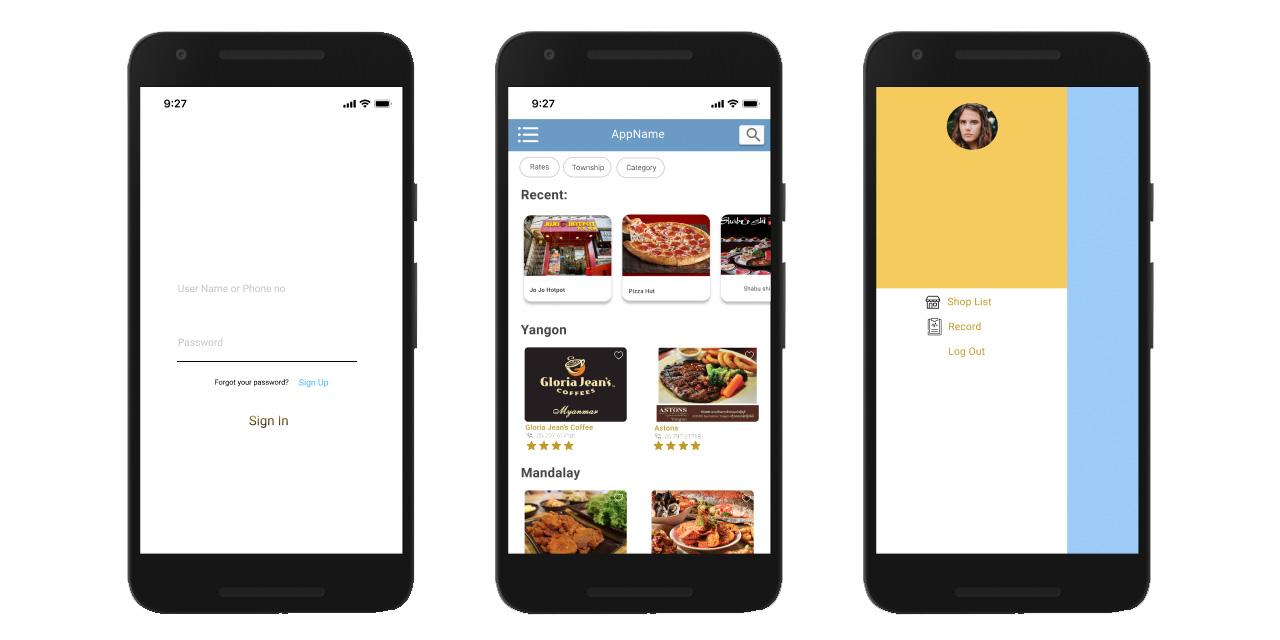 9:27
User Name or Phone no
Password
Forgot your password? Sign Up
Sign In
9:27
AppName
Rates Township Category
Recent:
Jo Jo Hotpot
Pizza Hut
Shabu shi
Yangon
Gloria Jean's
COFFEES
Myanmar
ASTONS
Gloria Jean's Coffee
Astons
Mandalay
Shop List
Record
Log Out